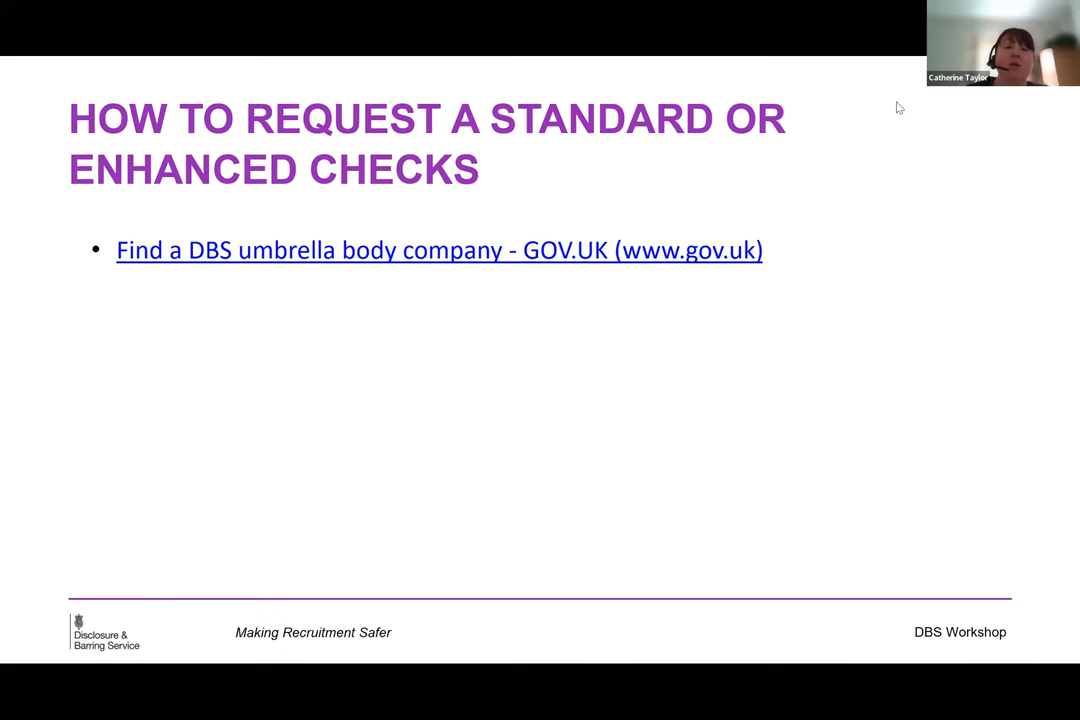 Catherine Taylor
HOW TO REQUEST A STANDARD OR
ENHANCED CHECKS
• Find a DBS umbrella body company - GOV.UK (www.gov.uk)
Disclosure &
Barring Service
Making Recruitment Safer
DBS Workshop